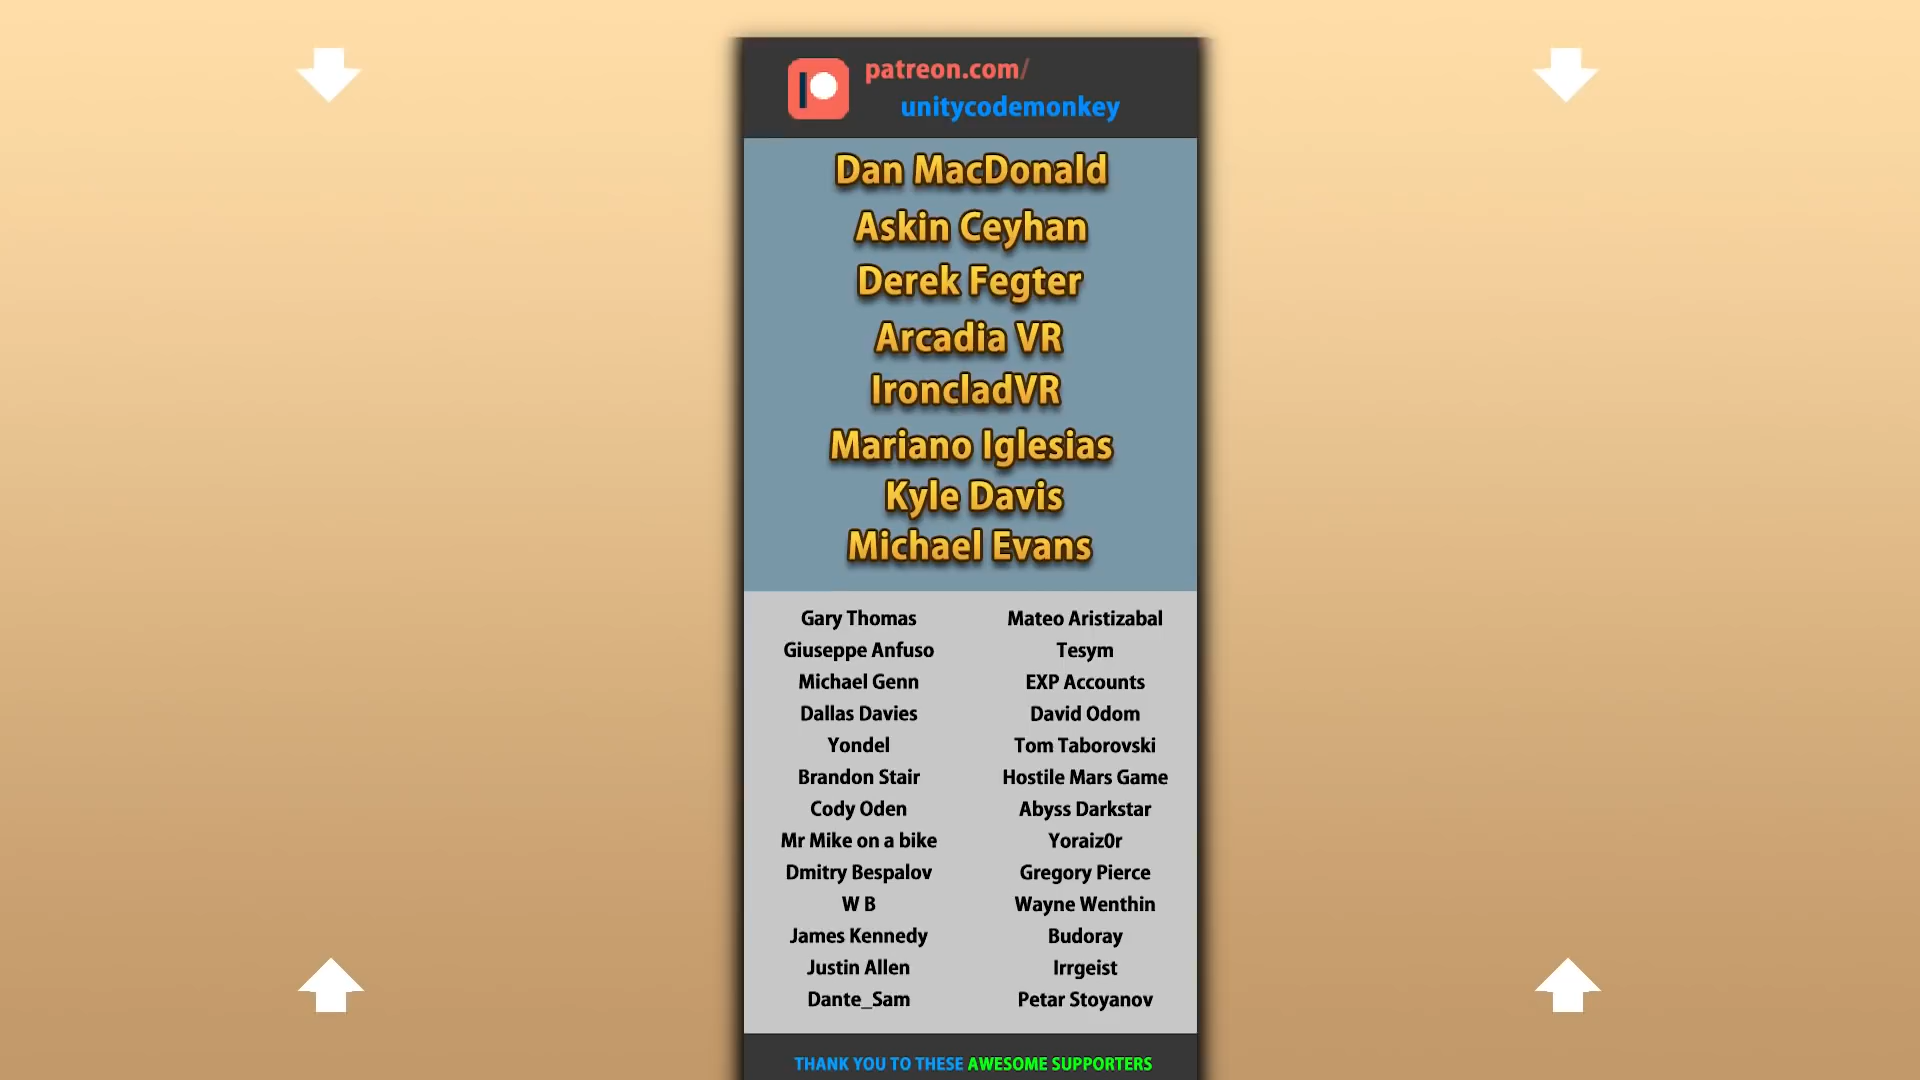 patreon.com/
unitycodemonkey
Dan MacDonald
Askin Ceyhan
Derek Fegter
Arcadia VR
IroncladVR
Mariano Iglesias
Kyle Davis
Michael Evans
Gary Thomas
Giuseppe Anfuso
Michael Genn
Dallas Davies
Yondel
Brandon Stair
Cody Oden
Mr Mike on a bike
Dmitry Bespalov
W B
James Kennedy
Justin Allen
Dante_Sam
Mateo Aristizabal
Tesym
EXP Accounts
David Odom
Tom Taborovski
Hostile Mars Game
Abyss Darkstar
Yoraiz0r
Gregory Pierce
Wayne Wenthin
Budoray
Irrgeist
Petar Stoyanov
THANK YOU TO THESE AWESOME SUPPORTERS